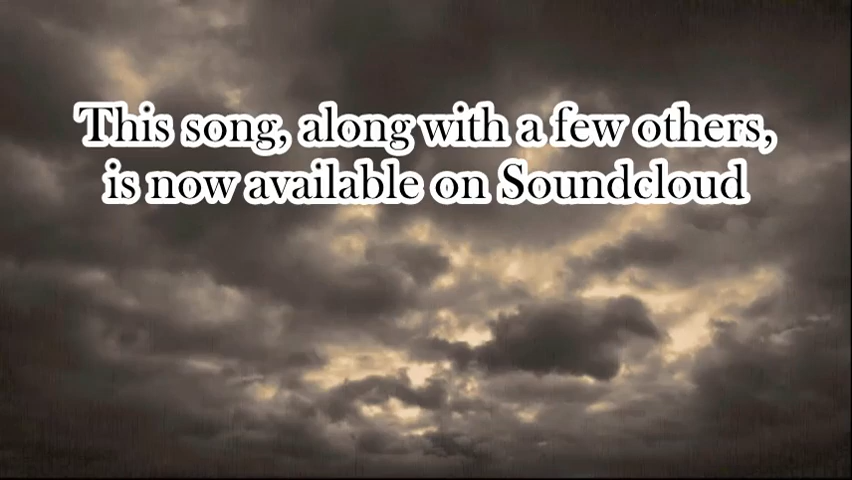 This song, along with a few others,
is now available on Soundcloud